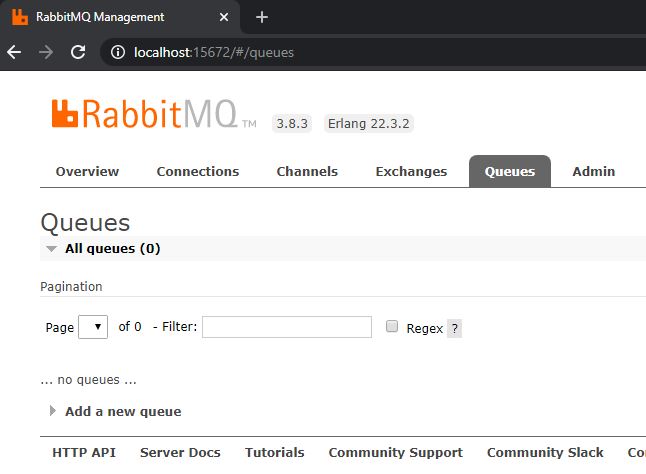 RabbitMQ Management
localhost:15672/#/queues
RabbitMQ TM 3.8.3 Erlang 22.3.2
Overview Connections Channels Exchanges Queues Admin
Queues
All queues (0)
Pagination
Page of 0 - Filter: Regex ?
... no queues ...
Add a new queue
HTTP API Server Docs Tutorials Community Support Community Slack